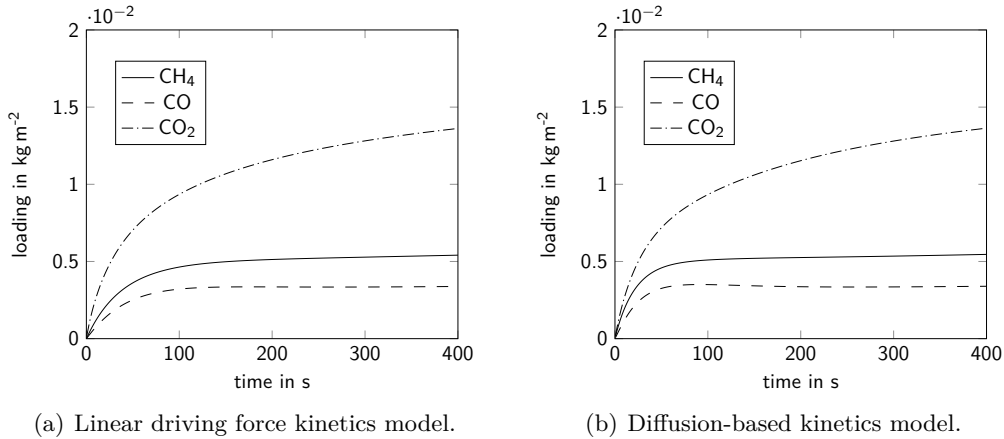 ·10⁻²
2
1.5
1
0.5
0
0 100 200 300 400
loading in kg m⁻²
time in s
CH₄
CO
CO₂
(a) Linear driving force kinetics model.
·10⁻²
2
1.5
1
0.5
0
0 100 200 300 400
loading in kg m⁻²
time in s
CH₄
CO
CO₂
(b) Diffusion-based kinetics model.